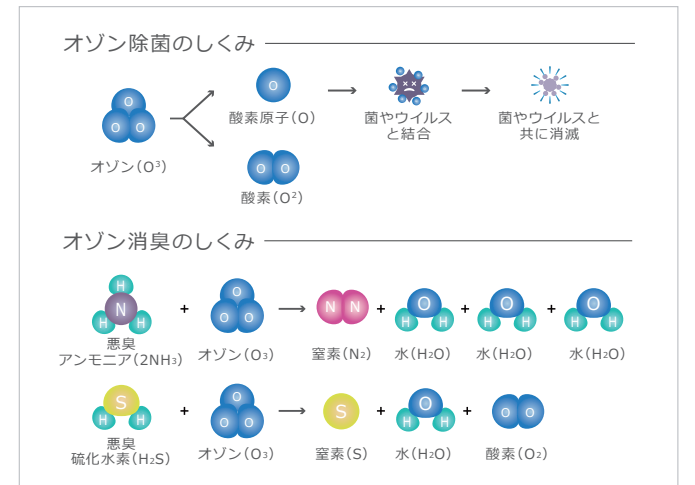 オゾン除菌のしくみ
O
O O
オゾン(O³)
O
酸素原子(O)
O O
酸素(O²)
菌やウイルス
と結合
菌やウイルスと
共に消滅
オゾン消臭のしくみ
H
N
H H
悪臭
アンモニア(2NH₃)
+
O
O O
オゾン(O₃)
N N
窒素(N₂)
+
O
H H
水(H₂O)
+
O
H H
水(H₂O)
+
O
H H
水(H₂O)
S
H H
悪臭
硫化水素(H₂S)
+
O
O O
オゾン(O₃)
S
窒素(S)
+
O
H H
水(H₂O)
+
O O
酸素(O₂)